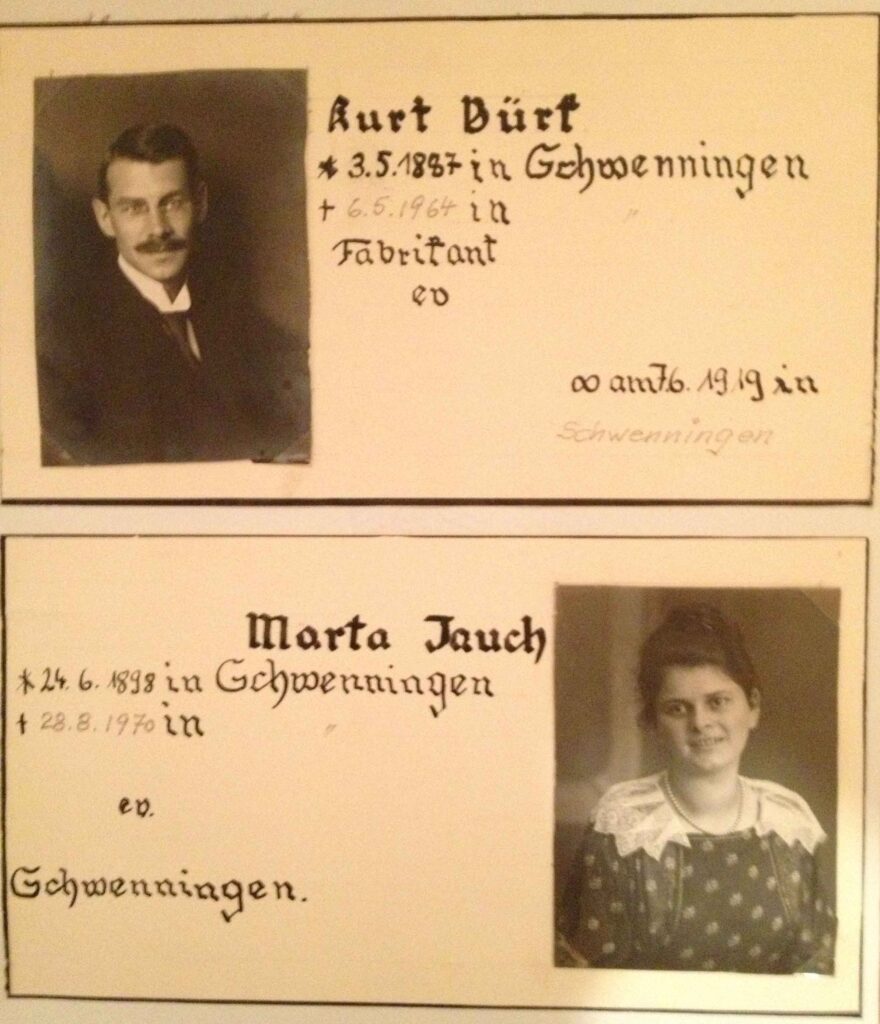 Kurt Bürk
* 3.5.1887 in Schwenningen
† 6.5.1964 in "
Fabrikant
ev
∞ am 7.6. 1919 in
Schwenningen
Marta Jauch
* 24. 6. 1898 in Schwenningen
† 28.8.1970 in "
ev.
Schwenningen.